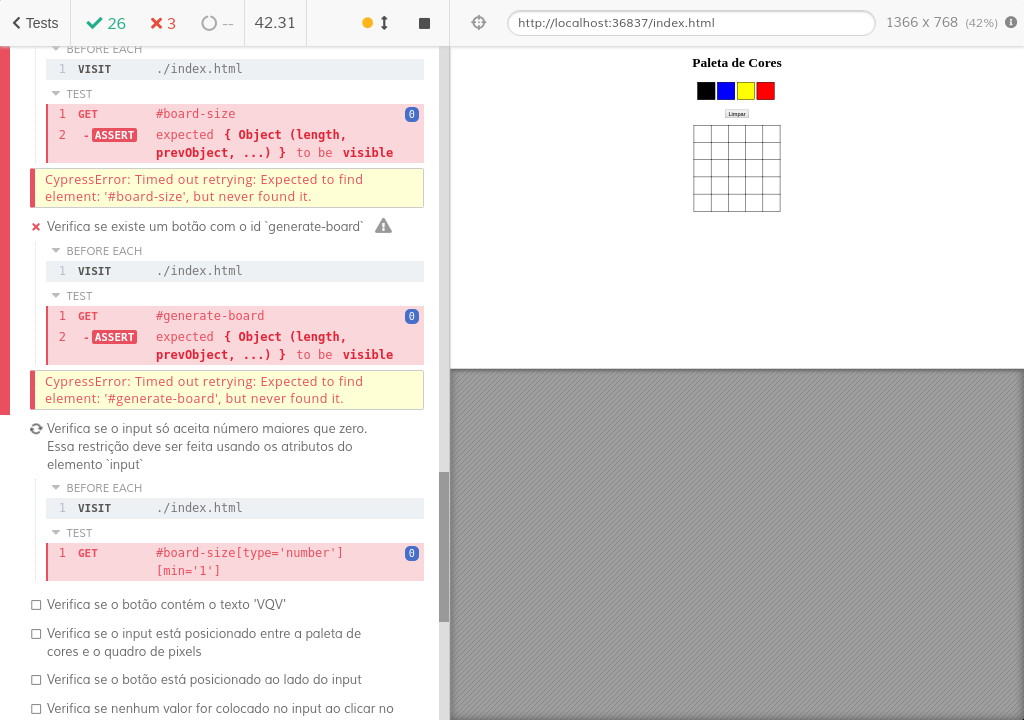 Tests
26
3
--
42.31
http://localhost:36837/index.html
1366 x 768 (42%)
BEFORE EACH
1 VISIT ./index.html
TEST
1 GET #board-size 0
2 -ASSERT expected { Object (length,
prevObject, ...) } to be visible
CypressError: Timed out retrying: Expected to find
element: '#board-size', but never found it.
Verifica se existe um botão com o id `generate-board`
BEFORE EACH
1 VISIT ./index.html
TEST
1 GET #generate-board 0
2 -ASSERT expected { Object (length,
prevObject, ...) } to be visible
CypressError: Timed out retrying: Expected to find
element: '#generate-board', but never found it.
Verifica se o input só aceita número maiores que zero.
Essa restrição deve ser feita usando os atributos do
elemento `input`
BEFORE EACH
1 VISIT ./index.html
TEST
1 GET #board-size[type='number'] 0
[min='1']
Verifica se o botão contém o texto 'VQV'
Verifica se o input está posicionado entre a paleta de
cores e o quadro de pixels
Verifica se o botão está posicionado ao lado do input
Verifica se nenhum valor for colocado no input ao clicar no
Paleta de Cores
Limpar